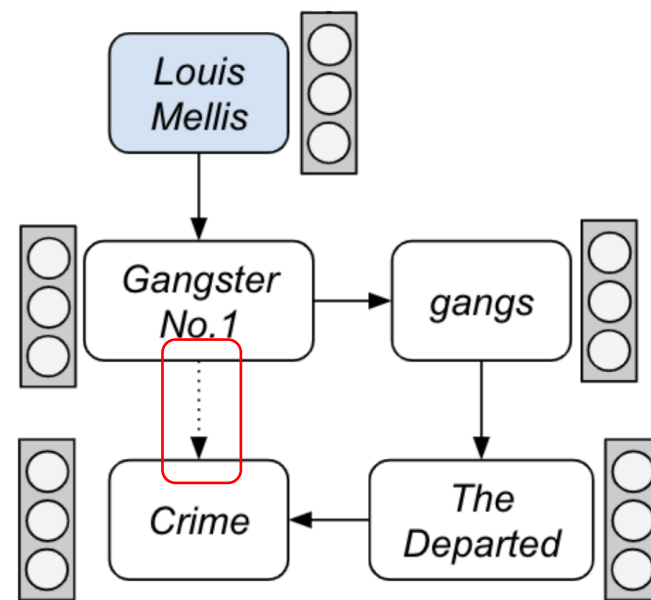 Louis
Mellis
Gangster
No.1
gangs
Crime
The
Departed